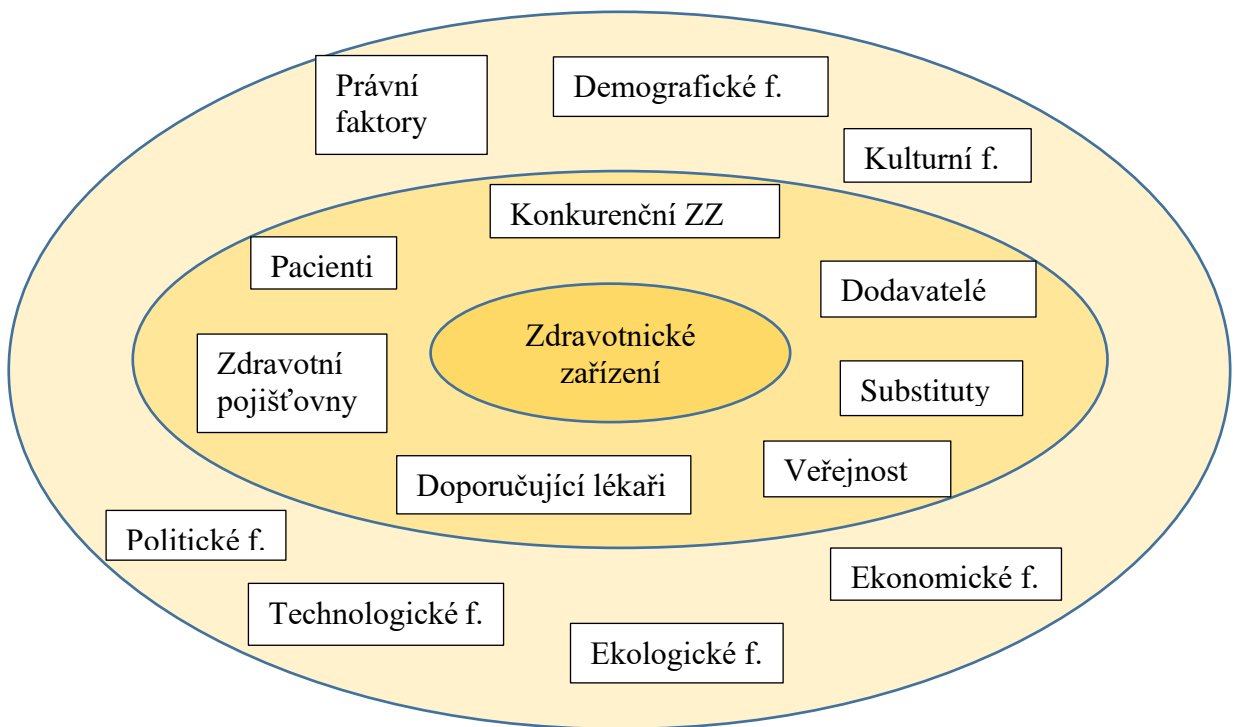 Právní
faktory
Demografické f.
Kulturní f.
Konkurenční ZZ
Pacienti
Dodavatelé
Zdravotnické
zařízení
Zdravotní
pojišťovny
Substituty
Doporučující lékaři
Veřejnost
Politické f.
Ekonomické f.
Technologické f.
Ekologické f.